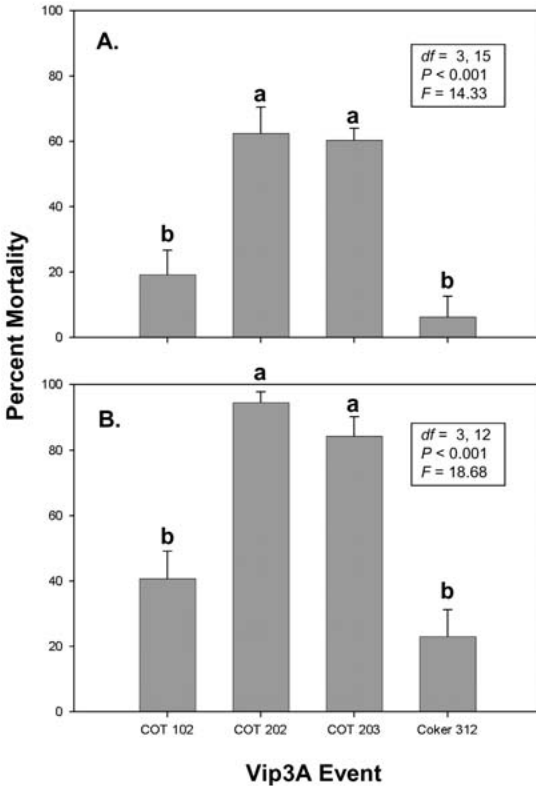 100
A.
df = 3, 15
P < 0.001
F = 14.33
80
a
a
60
40
b
20
b
0
Percent Mortality
100
B.
a
a
df = 3, 12
P < 0.001
F = 18.68
80
60
b
40
b
20
0
COT 102 COT 202 COT 203 Coker 312
Vip3A Event